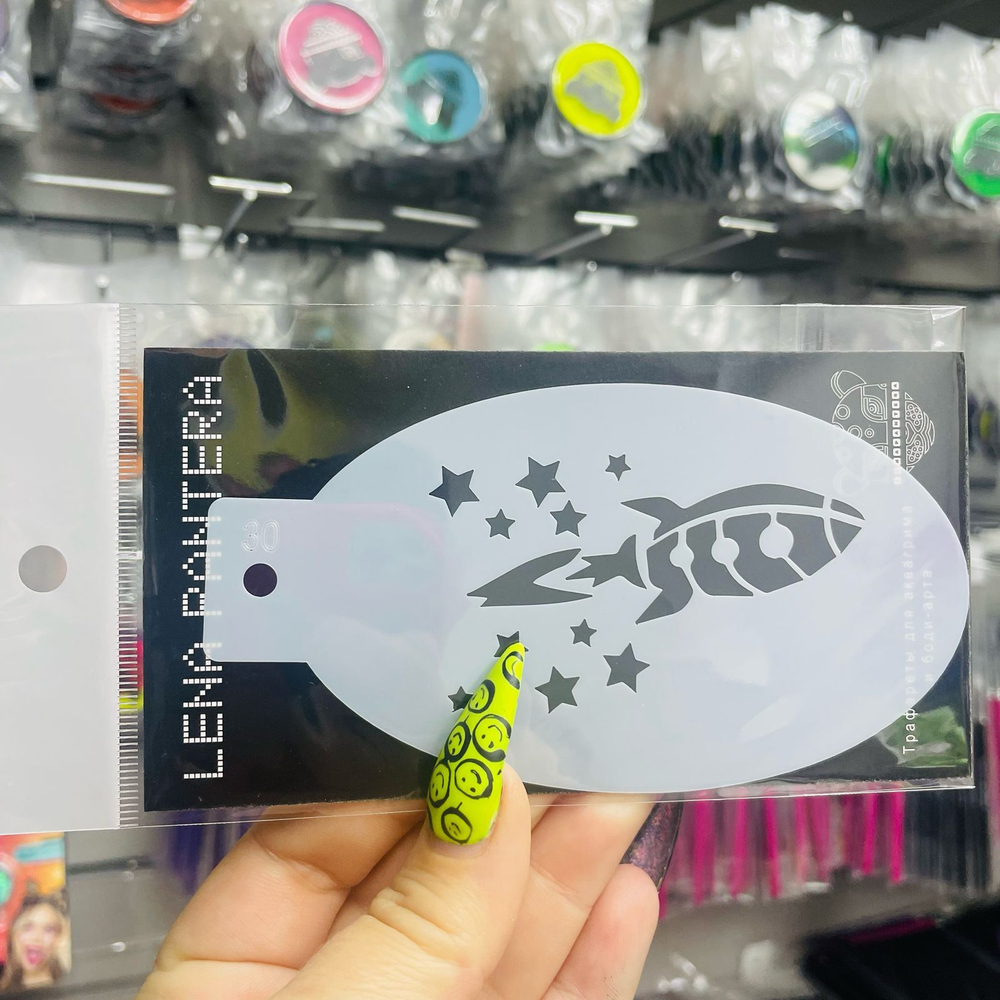 LENA PANTERA
30
Трафареты для аквагрима
боди-арта